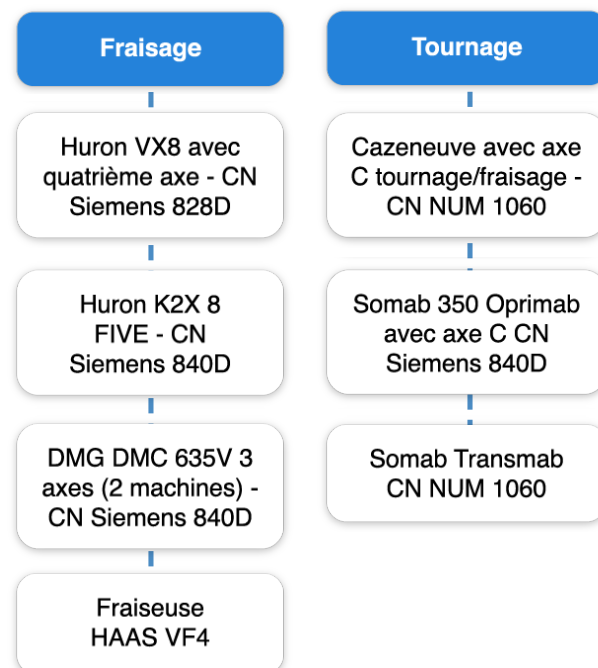 Fraisage
Huron VX8 avec
quatrième axe - CN
Siemens 828D
Huron K2X 8
FIVE - CN
Siemens 840D
DMG DMC 635V 3
axes (2 machines) -
CN Siemens 840D
Fraiseuse
HAAS VF4
Tournage
Cazeneuve avec axe
C tournage/fraisage -
CN NUM 1060
Somab 350 Oprimab
avec axe C CN
Siemens 840D
Somab Transmab
CN NUM 1060